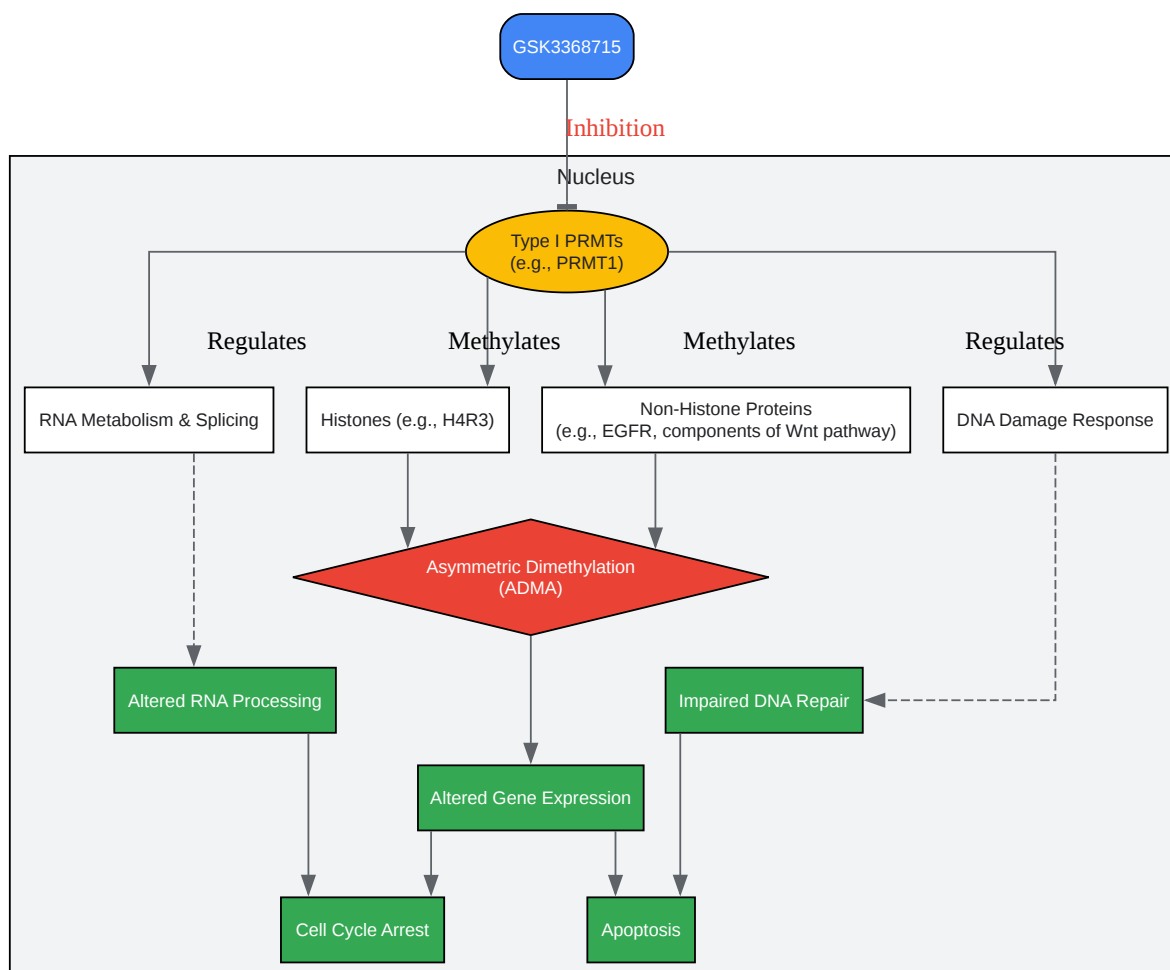 GSK3368715
Inhibition
Nucleus
Type I PRMTs
(e.g., PRMT1)
Regulates
Methylates
Methylates
Regulates
RNA Metabolism & Splicing
Histones (e.g., H4R3)
Non-Histone Proteins
(e.g., EGFR, components of Wnt pathway)
DNA Damage Response
Asymmetric Dimethylation
(ADMA)
Altered RNA Processing
Impaired DNA Repair
Altered Gene Expression
Cell Cycle Arrest
Apoptosis